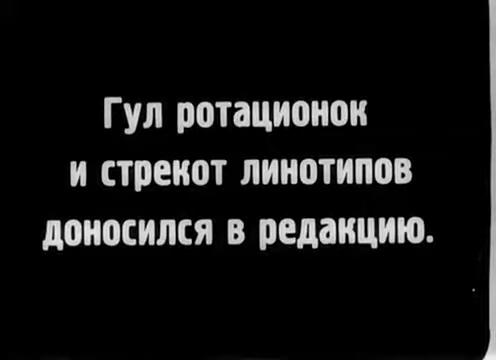 Гул ротационок
и стрекот линотипов
доносился в редакцию.